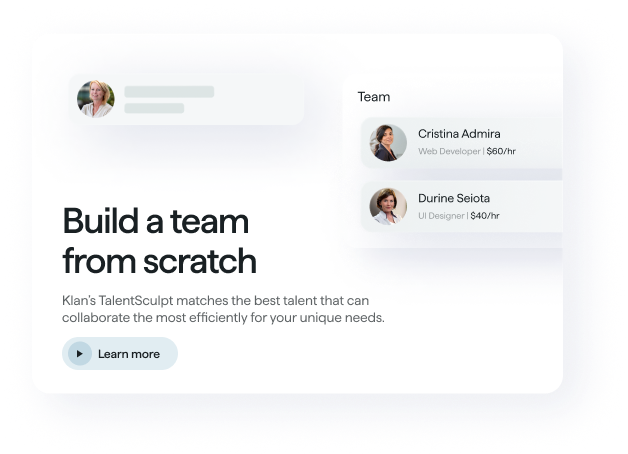 Team
Cristina Admira
Web Developer | $60/hr
Durine Seiota
UI Designer | $40/hr
Build a team
from scratch
Klan's TalentSculpt matches the best talent that can
collaborate the most efficiently for your unique needs.
Learn more